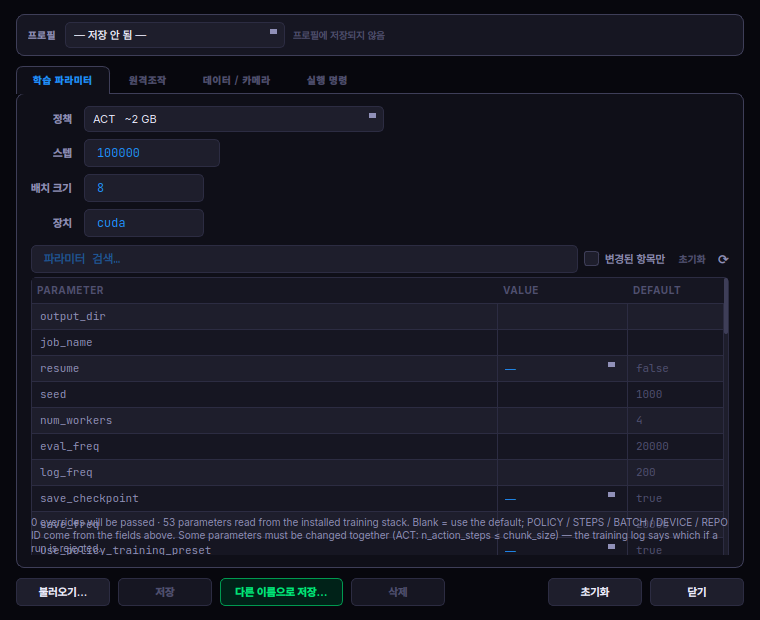 프로필 — 저장 안 됨 — 프로필에 저장되지 않음
학습 파라미터 원격조작 데이터 / 카메라 실행 명령
정책 ACT ~2 GB
스텝 100000
배치 크기 8
장치 cuda
파라미터 검색… 변경된 항목만 초기화 ⟳
PARAMETER VALUE DEFAULT
output_dir
job_name
resume — false
seed 1000
num_workers 4
eval_freq 20000
log_freq 200
save_checkpoint — true
save_freq
0 overrides will be passed · 53 parameters read from the installed training stack. Blank = use the default; POLICY / STEPS / BATCH / DEVICE / REPO
ID come from the fields above. Some parameters must be changed together (ACT: n_action_steps ≤ chunk_size) — the training log says which if a
run is rejected.
use_policy_training_preset — true
불러오기… 저장 다른 이름으로 저장… 삭제 초기화 닫기